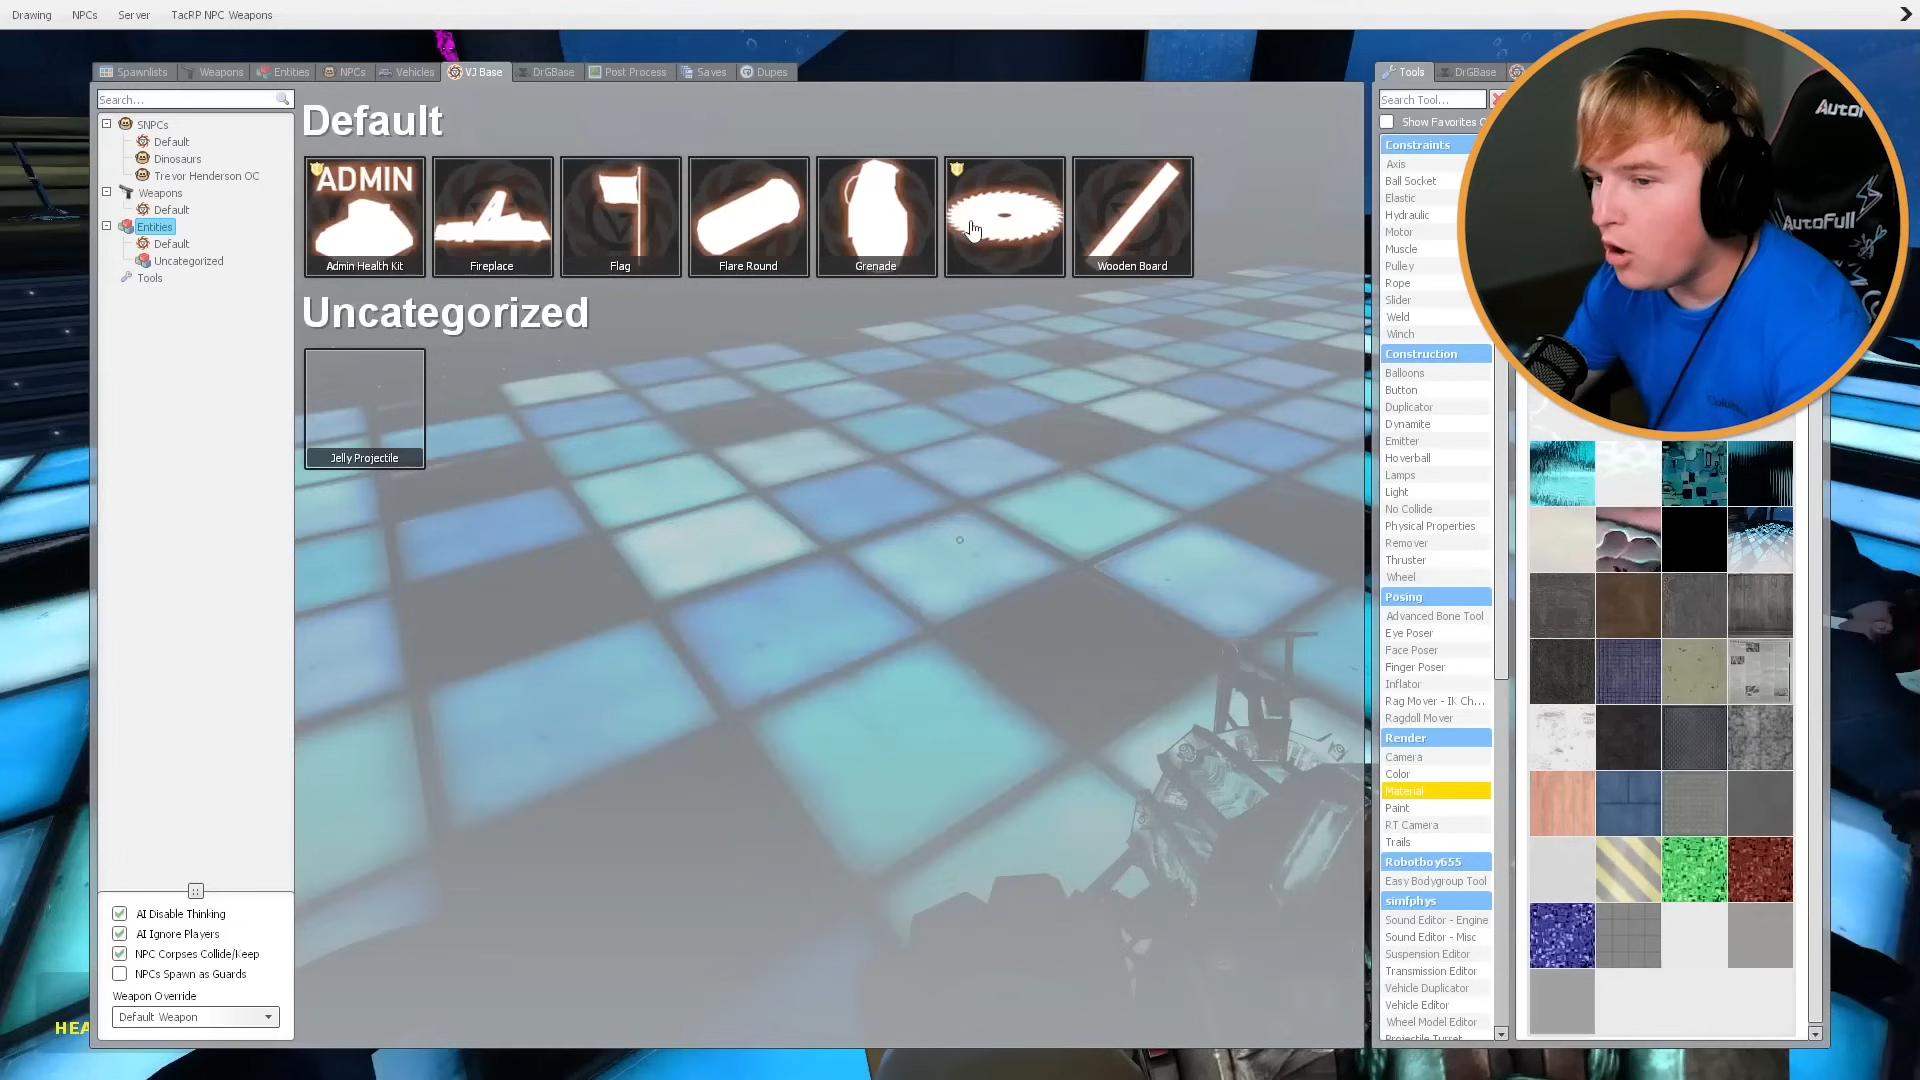 Drawing NPCs Server TacRP NPC Weapons
Spawnlists Weapons Entities NPCs Vehicles VJ Base DrGBase Post Process Saves Dupes
Search...
SNPCs
Default
Dinosaurs
Trevor Henderson OC
Weapons
Default
Entities
Default
Uncategorized
Tools
AI Disable Thinking
AI Ignore Players
NPC Corpses Collide/Keep
NPCs Spawn as Guards
Weapon Override
Default Weapon
HEA
Default
ADMIN
Admin Health Kit
Fireplace
Flag
Flare Round
Grenade
Wooden Board
Uncategorized
Jelly Projectile
Tools DrGBase
Search Tool...
Show Favorites
Constraints
Axis
Ball Socket
Elastic
Hydraulic
Motor
Muscle
Pulley
Rope
Slider
Weld
Winch
Construction
Balloons
Button
Duplicator
Dynamite
Emitter
Hoverball
Lamps
Light
No Collide
Physical Properties
Remover
Thruster
Wheel
Posing
Advanced Bone Tool
Eye Poser
Face Poser
Finger Poser
Inflator
Rag Mover - IK Ch...
Ragdoll Mover
Render
Camera
Color
Material
Paint
RT Camera
Trails
Robotboy655
Easy Bodygroup Tool
simfphys
Sound Editor - Engine
Sound Editor - Misc
Suspension Editor
Transmission Editor
Vehicle Duplicator
Vehicle Editor
Wheel Model Editor
Projectile Turret
AutoFull